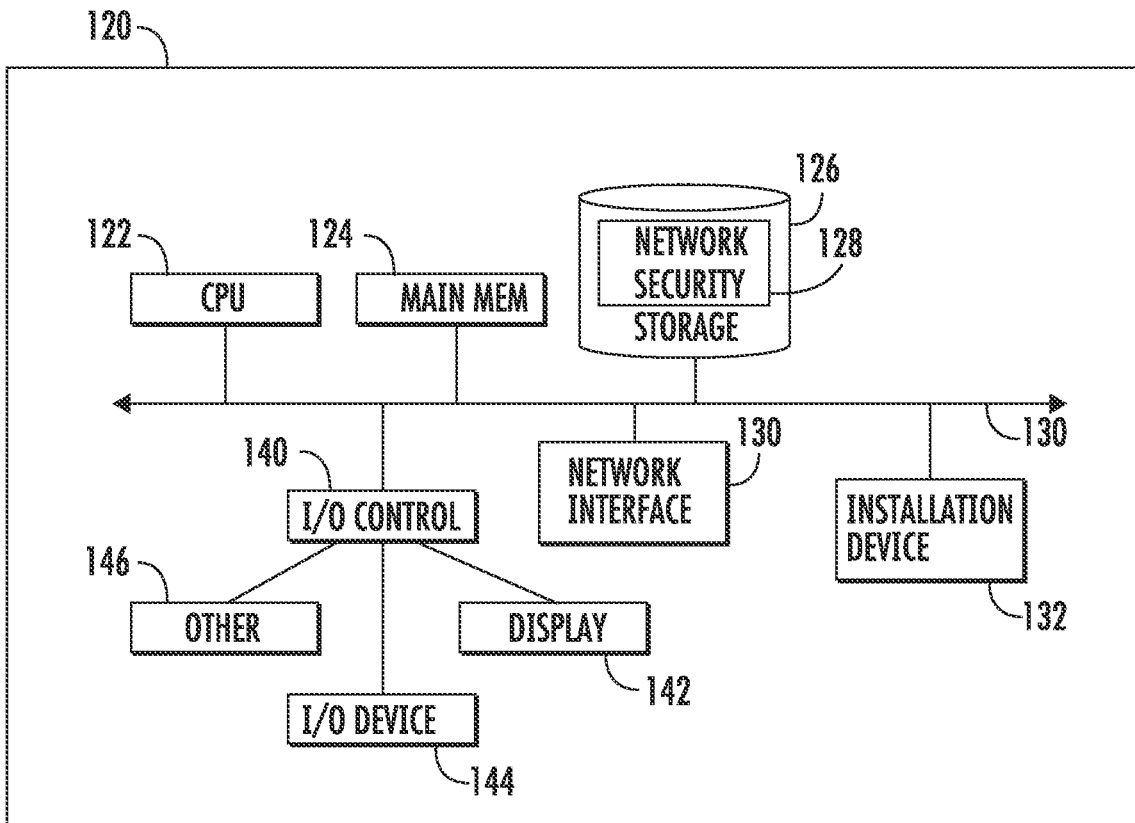 120
126
122
124
NETWORK
SECURITY
128
CPU
MAIN MEM
STORAGE
130
130
140
NETWORK
INTERFACE
I/O CONTROL
INSTALLATION
DEVICE
146
OTHER
DISPLAY
132
142
I/O DEVICE
144